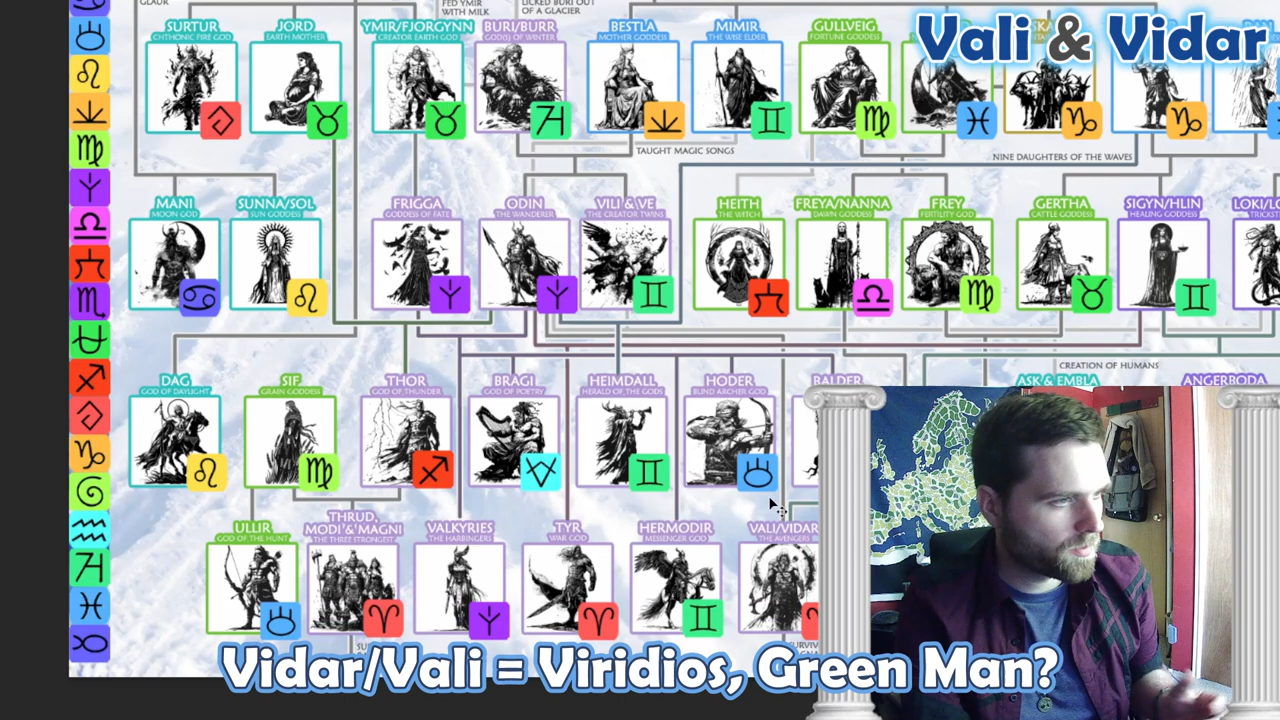 GLAUR
FED YMIR
WITH MILK
LICKED BURI OUT
OF A GLACIER
Vali & Vidar
SURTUR
CHTHONIC FIRE GOD
JORD
EARTH MOTHER
YMIR/FJORGYNN
CREATOR EARTH GOD
BURI/BURR
GODS OF WINTER
BESTLA
MOTHER GODDESS
MIMIR
THE WISE ELDER
GULLVEIG
FORTUNE GODDESS
TAUGHT MAGIC SONGS
NINE DAUGHTERS OF THE WAVES
MANI
MOON GOD
SUNNA/SOL
SUN GODDESS
FRIGGA
GODDESS OF FATE
ODIN
THE WANDERER
VILI & VE
THE CREATOR TWINS
HEITH
THE WITCH
FREYA/NANNA
DAWN GODDESS
FREY
FERTILITY GOD
GERTHA
CATTLE GODDESS
SIGYN/HLIN
HEALING GODDESS
CREATION OF HUMANS
DAG
GOD OF DAYLIGHT
SIF
GRAIN GODDESS
THOR
GOD OF THUNDER
BRAGI
GOD OF POETRY
HEIMDALL
HERALD OF THE GODS
HODER
BLIND ARCHER GOD
BALDER
ASK & EMBLA
ANGERBODA
ULLIR
GOD OF THE HUNT
THRUD,
MODI & MAGNI
THE THREE STRONGEST
VALKYRIES
THE HARBINGERS
TYR
WAR GOD
HERMODIR
MESSENGER GOD
VALI/VIDAR
THE AVENGERS
Vidar/Vali = Viridios, Green Man?